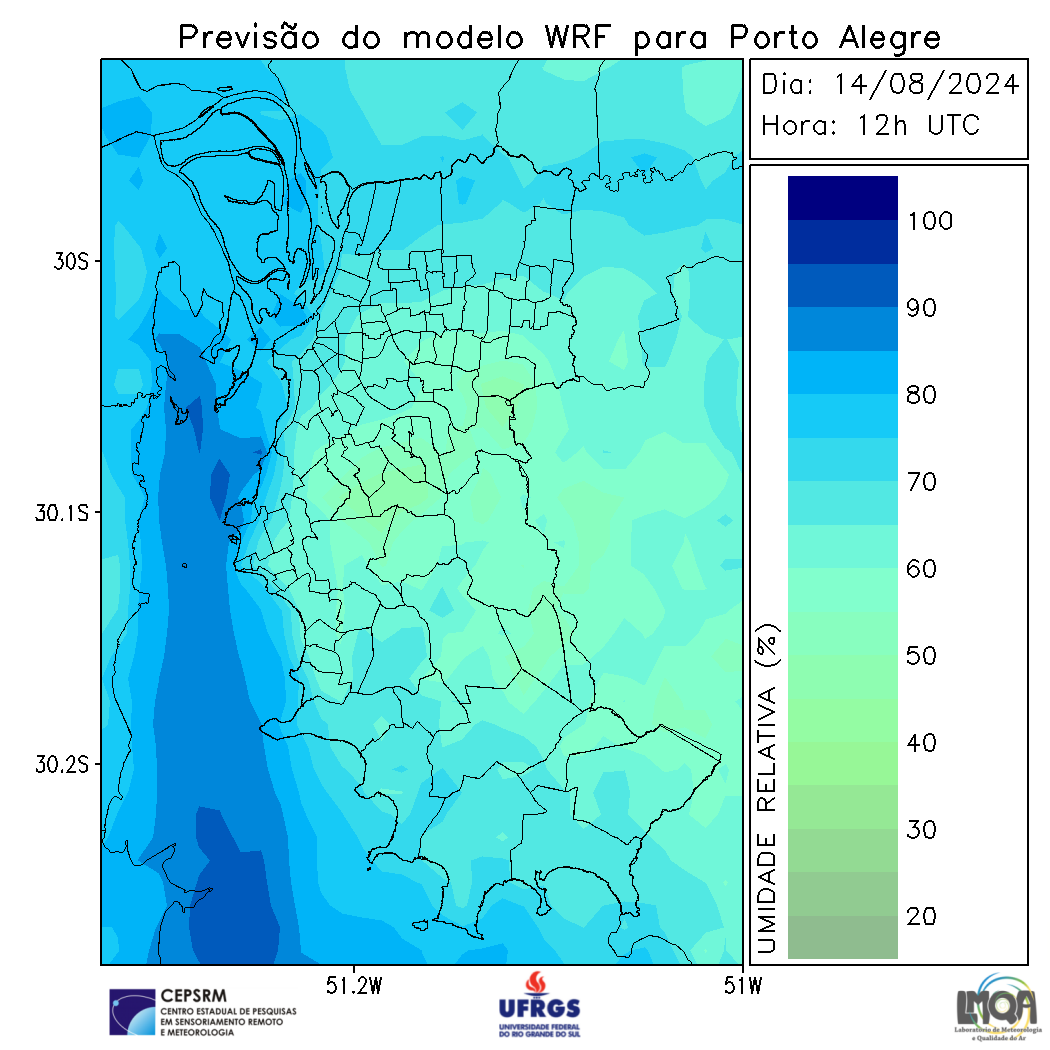 Previsão do modelo WRF para Porto Alegre
Dia: 14/08/2024
Hora: 12h UTC
30S
30.1S
30.2S
51.2W
51W
100
90
80
70
60
50
40
30
20
UMIDADE RELATIVA (%)
CEPSRM
CENTRO ESTADUAL DE PESQUISAS
EM SENSORIAMENTO REMOTO
E METEOROLOGIA
UFRGS
UNIVERSIDADE FEDERAL
DO RIO GRANDE DO SUL
LMQA
Laboratório de Meteorologia
e Qualidade do Ar